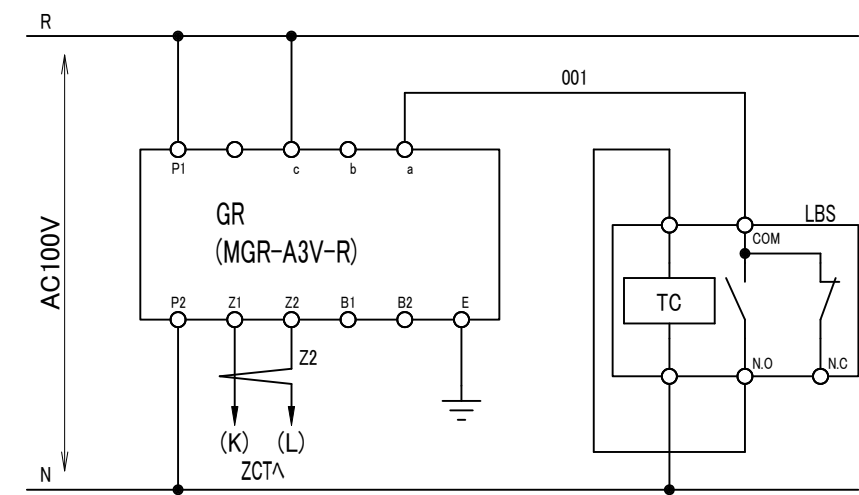 R
001
P1
c
b
a
GR
(MGR-A3V-R)
LBS
COM
AC100V
TC
P2
Z1
Z2
B1
B2
E
Z2
N.O
N.C
(K)
(L)
ZCTへ
N